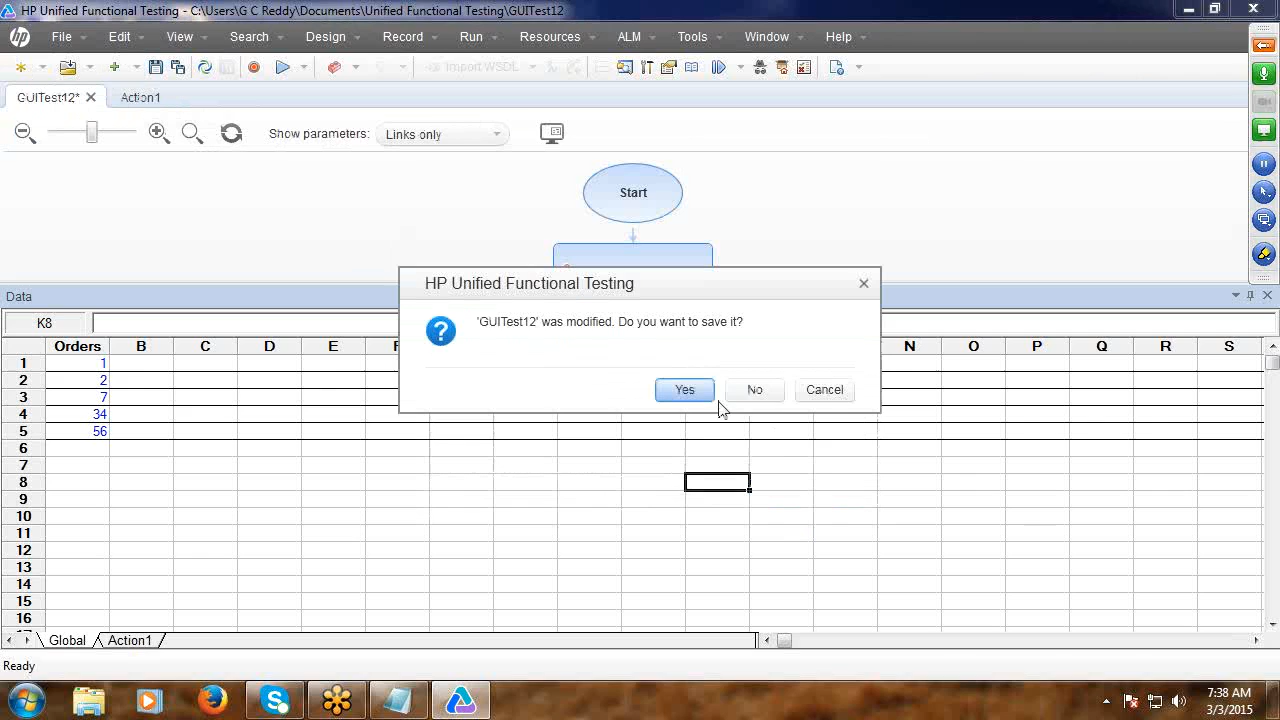 HP Unified Functional Testing - C:\Users\G C Reddy\Documents\Unified Functional Testing\GUITest12
hp File Edit View Search Design Record Run Resources ALM Tools Window Help
Import WSDL
GUITest12* Action1
Show parameters: Links only
Start
Data
HP Unified Functional Testing
'GUITest12' was modified. Do you want to save it?
Yes No Cancel
K8
Orders B C D E F N O P Q R S
1 1
2 2
3 7
4 34
5 56
6
7
8
9
10
11
12
13
14
15
16
Global Action1
Ready
7:38 AM
3/3/2015